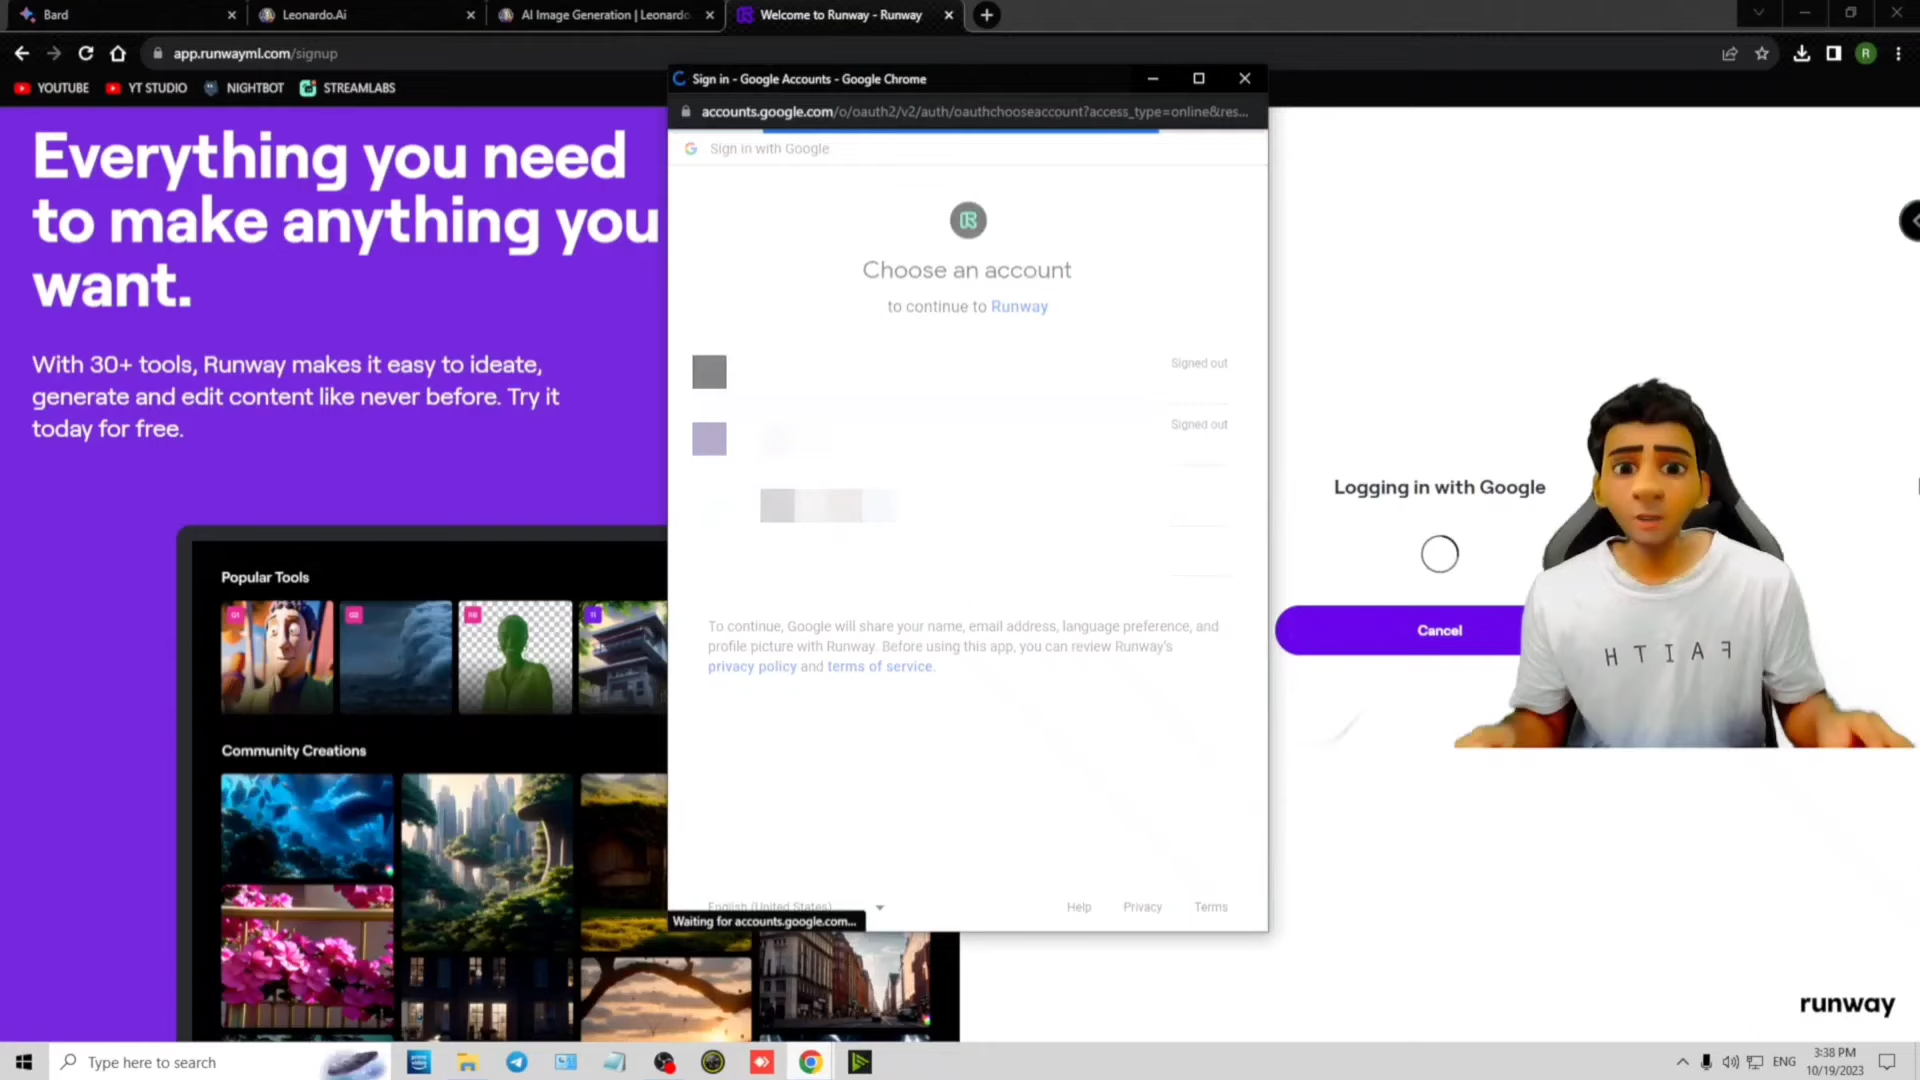 Bard
Leonardo.Ai
AI Image Generation | Leonardo
Welcome to Runway - Runway
app.runwayml.com/signup
R
YOUTUBE
YT STUDIO
NIGHTBOT
STREAMLABS
Sign in - Google Accounts - Google Chrome
accounts.google.com/o/oauth2/v2/auth/oauthchooseaccount?access_type=online&res...
G Sign in with Google
Everything you need
to make anything you
want.
With 30+ tools, Runway makes it easy to ideate,
generate and edit content like never before. Try it
today for free.
Choose an account
to continue to Runway
Signed out
Signed out
To continue, Google will share your name, email address, language preference, and
profile picture with Runway. Before using this app, you can review Runway's
privacy policy and terms of service.
English (United States)
Help Privacy Terms
Waiting for accounts.google.com...
Popular Tools
Community Creations
Logging in with Google
Cancel
FAITH
runway
Type here to search
prime video
ENG
3:38 PM
10/19/2023